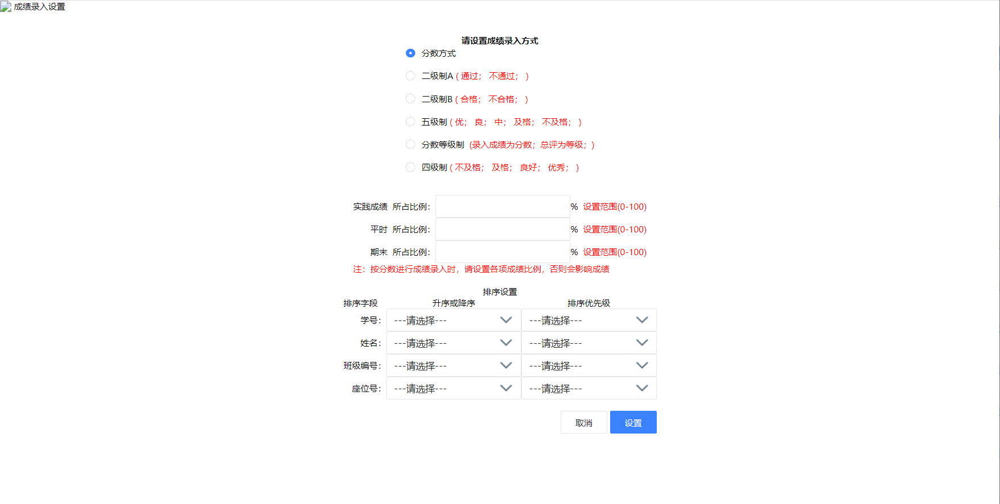 成绩录入设置
请设置成绩录入方式
分数方式
二级制A ( 通过； 不通过； )
二级制B ( 合格； 不合格； )
五级制 ( 优； 良； 中； 及格； 不及格； )
分数等级制 (录入成绩为分数；总评为等级；)
四级制 ( 不及格； 及格； 良好； 优秀； )
实践成绩 所占比例： % 设置范围(0-100)
平时 所占比例： % 设置范围(0-100)
期末 所占比例： % 设置范围(0-100)
注：按分数进行成绩录入时，请设置各项成绩比例，否则会影响成绩
排序设置
排序字段 升序或降序 排序优先级
学号： ---请选择--- ---请选择---
姓名： ---请选择--- ---请选择---
班级编号： ---请选择--- ---请选择---
座位号： ---请选择--- ---请选择---
取消 设置